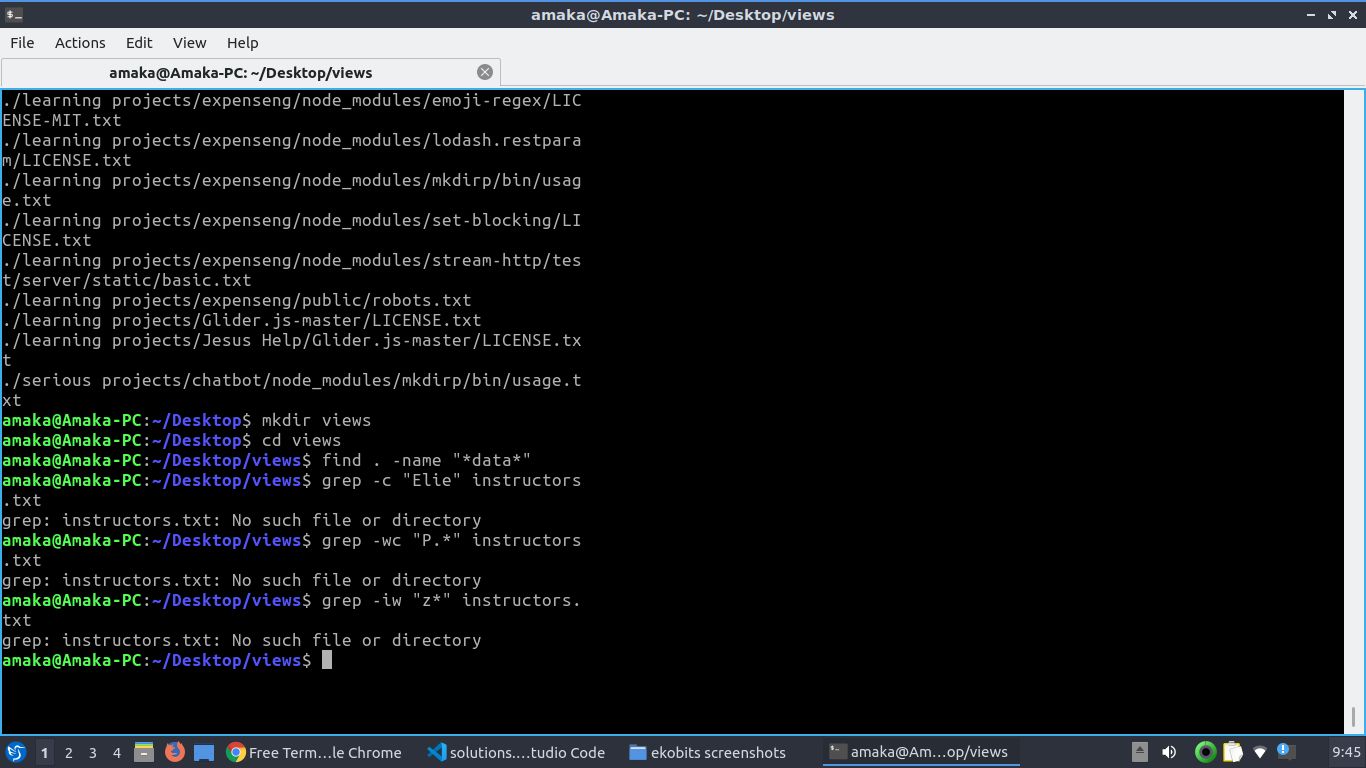 amaka@Amaka-PC: ~/Desktop/views
File Actions Edit View Help
amaka@Amaka-PC: ~/Desktop/views
./learning projects/expenseng/node_modules/emoji-regex/LIC
ENSE-MIT.txt
./learning projects/expenseng/node_modules/lodash.restpara
m/LICENSE.txt
./learning projects/expenseng/node_modules/mkdirp/bin/usag
e.txt
./learning projects/expenseng/node_modules/set-blocking/LI
CENSE.txt
./learning projects/expenseng/node_modules/stream-http/tes
t/server/static/basic.txt
./learning projects/expenseng/public/robots.txt
./learning projects/Glider.js-master/LICENSE.txt
./learning projects/Jesus Help/Glider.js-master/LICENSE.tx
t
./serious projects/chatbot/node_modules/mkdirp/bin/usage.t
xt
amaka@Amaka-PC:~/Desktop$ mkdir views
amaka@Amaka-PC:~/Desktop$ cd views
amaka@Amaka-PC:~/Desktop/views$ find . -name "*data*"
amaka@Amaka-PC:~/Desktop/views$ grep -c "Elie" instructors
.txt
grep: instructors.txt: No such file or directory
amaka@Amaka-PC:~/Desktop/views$ grep -wc "P.*" instructors
.txt
grep: instructors.txt: No such file or directory
amaka@Amaka-PC:~/Desktop/views$ grep -iw "z*" instructors.
txt
grep: instructors.txt: No such file or directory
amaka@Amaka-PC:~/Desktop/views$
1 2 3 4 Free Term...le Chrome solutions....tudio Code ekobits screenshots amaka@Am...op/views 9:45